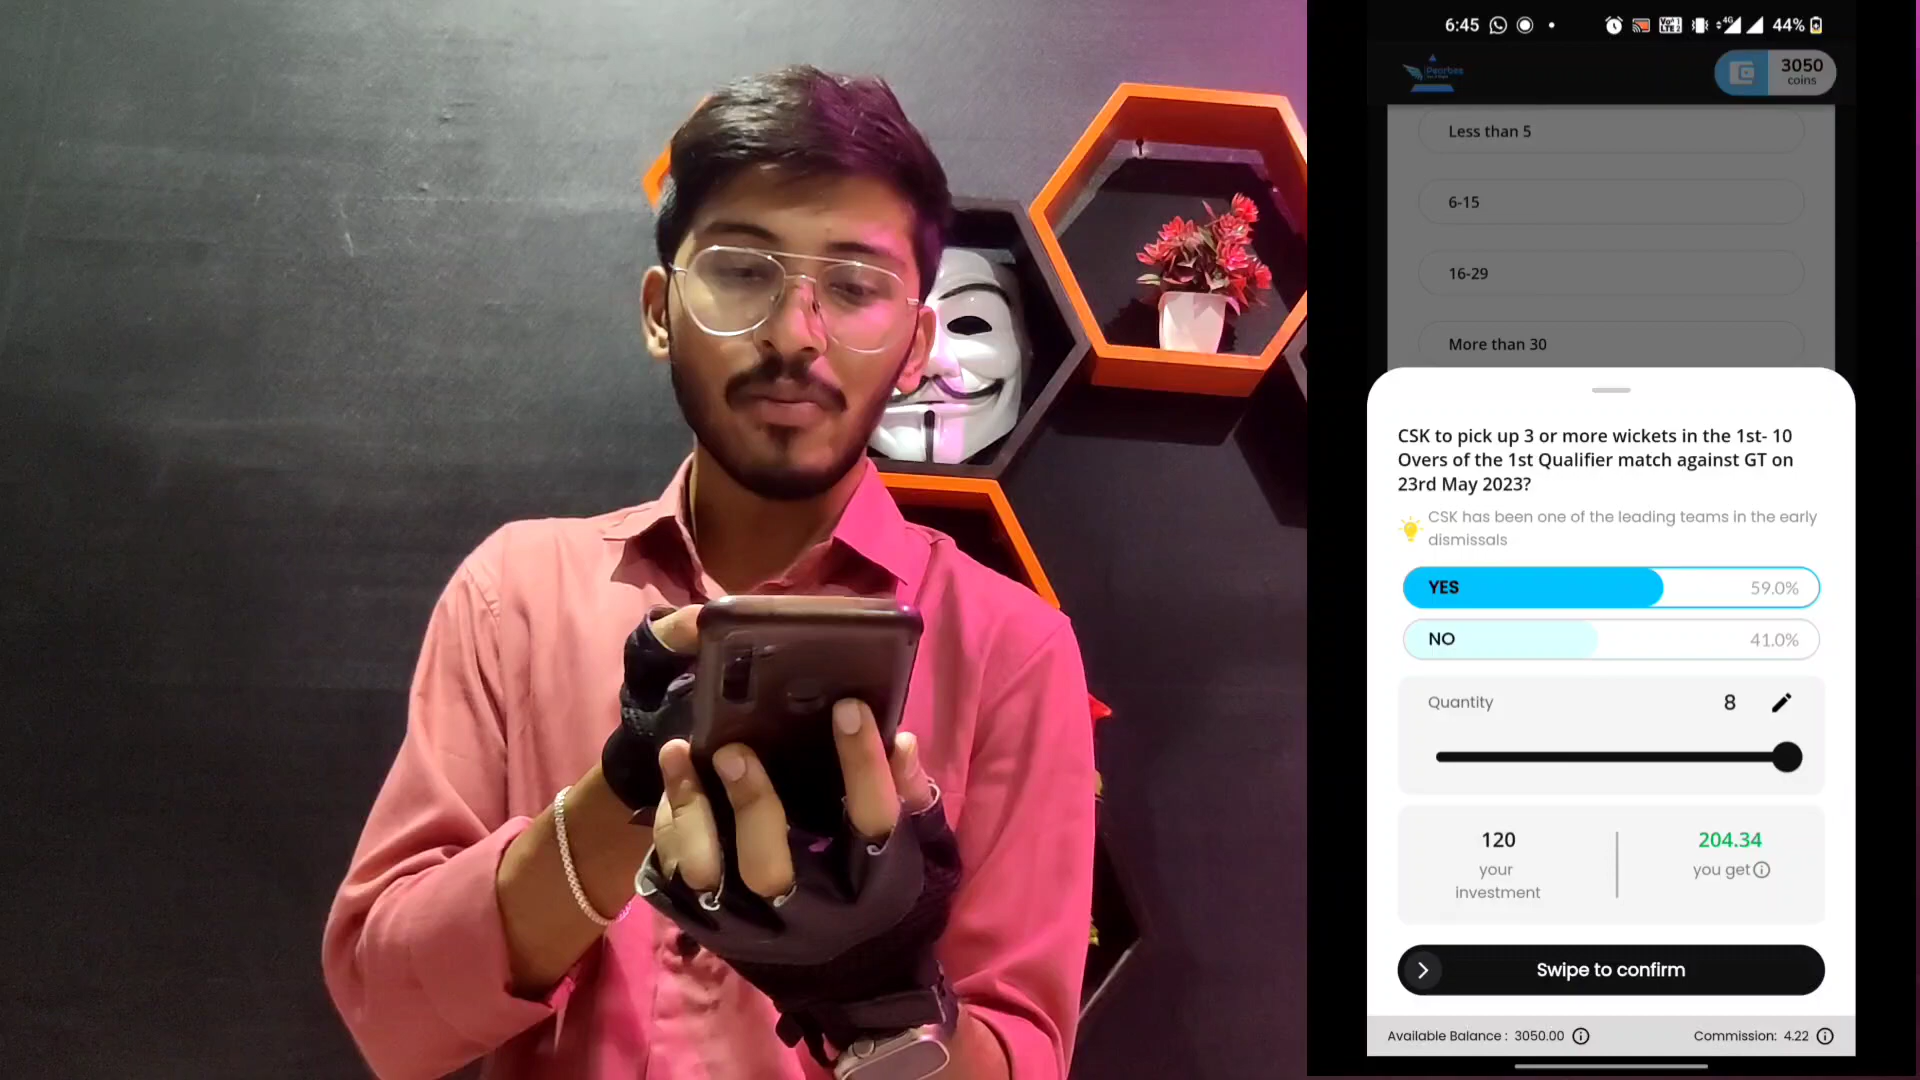 6:45
4G
44%
3050
coins
Less than 5
6-15
16-29
More than 30
CSK to pick up 3 or more wickets in the 1st- 10
Overs of the 1st Qualifier match against GT on
23rd May 2023?
CSK has been one of the leading teams in the early
dismissals
YES 59.0%
NO 41.0%
Quantity 8
120
your
investment
204.34
you get
Swipe to confirm
Available Balance : 3050.00
Commission: 4.22